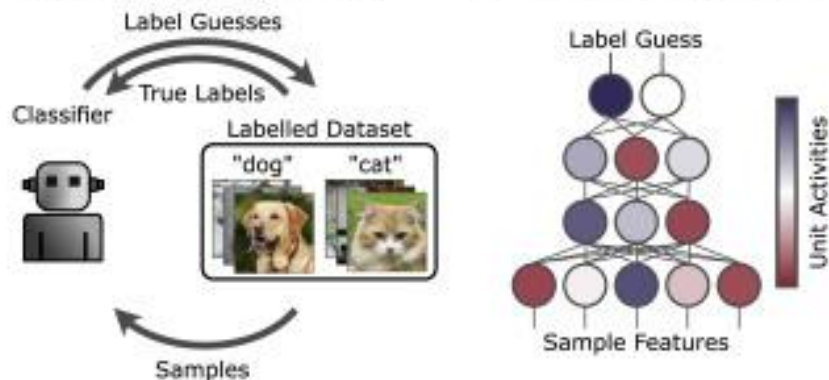 Label Guesses
True Labels
Classifier
Labelled Dataset
"dog" "cat"
Samples
Label Guess
Unit Activities
Sample Features